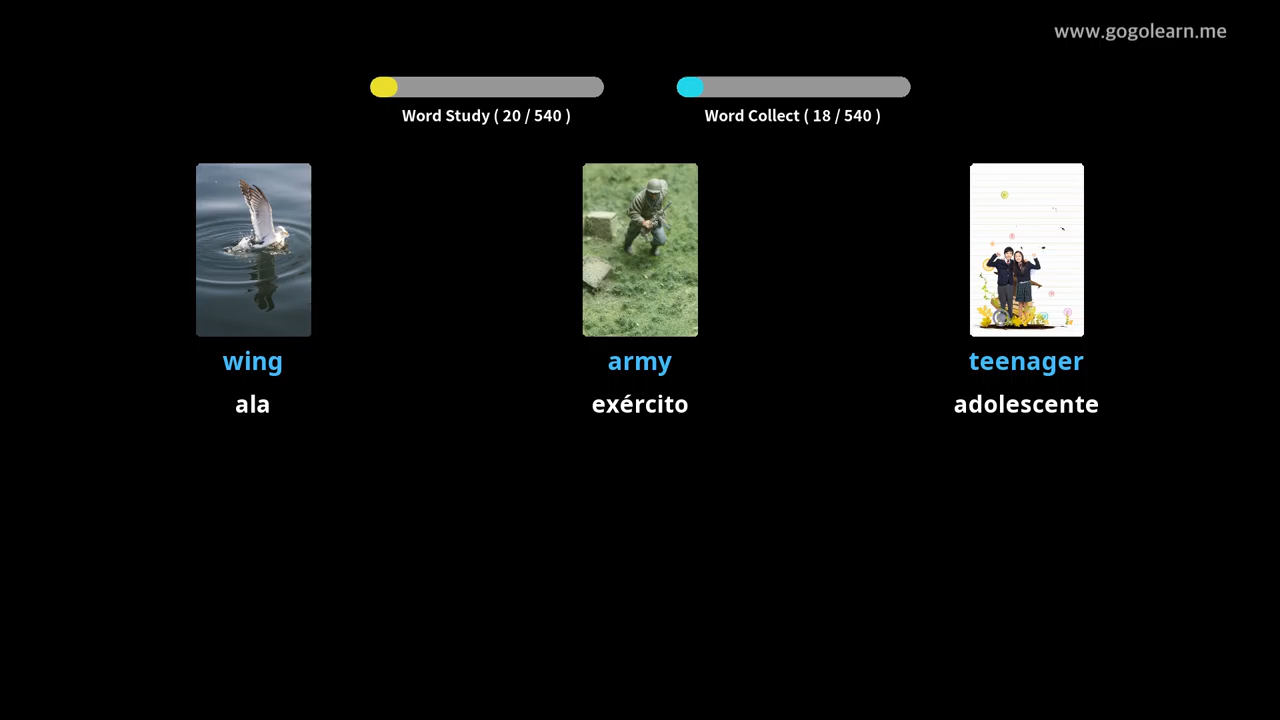 www.gogolearn.me
Word Study ( 20 / 540 )
Word Collect ( 18 / 540 )
wing
army
teenager
ala
exército
adolescente